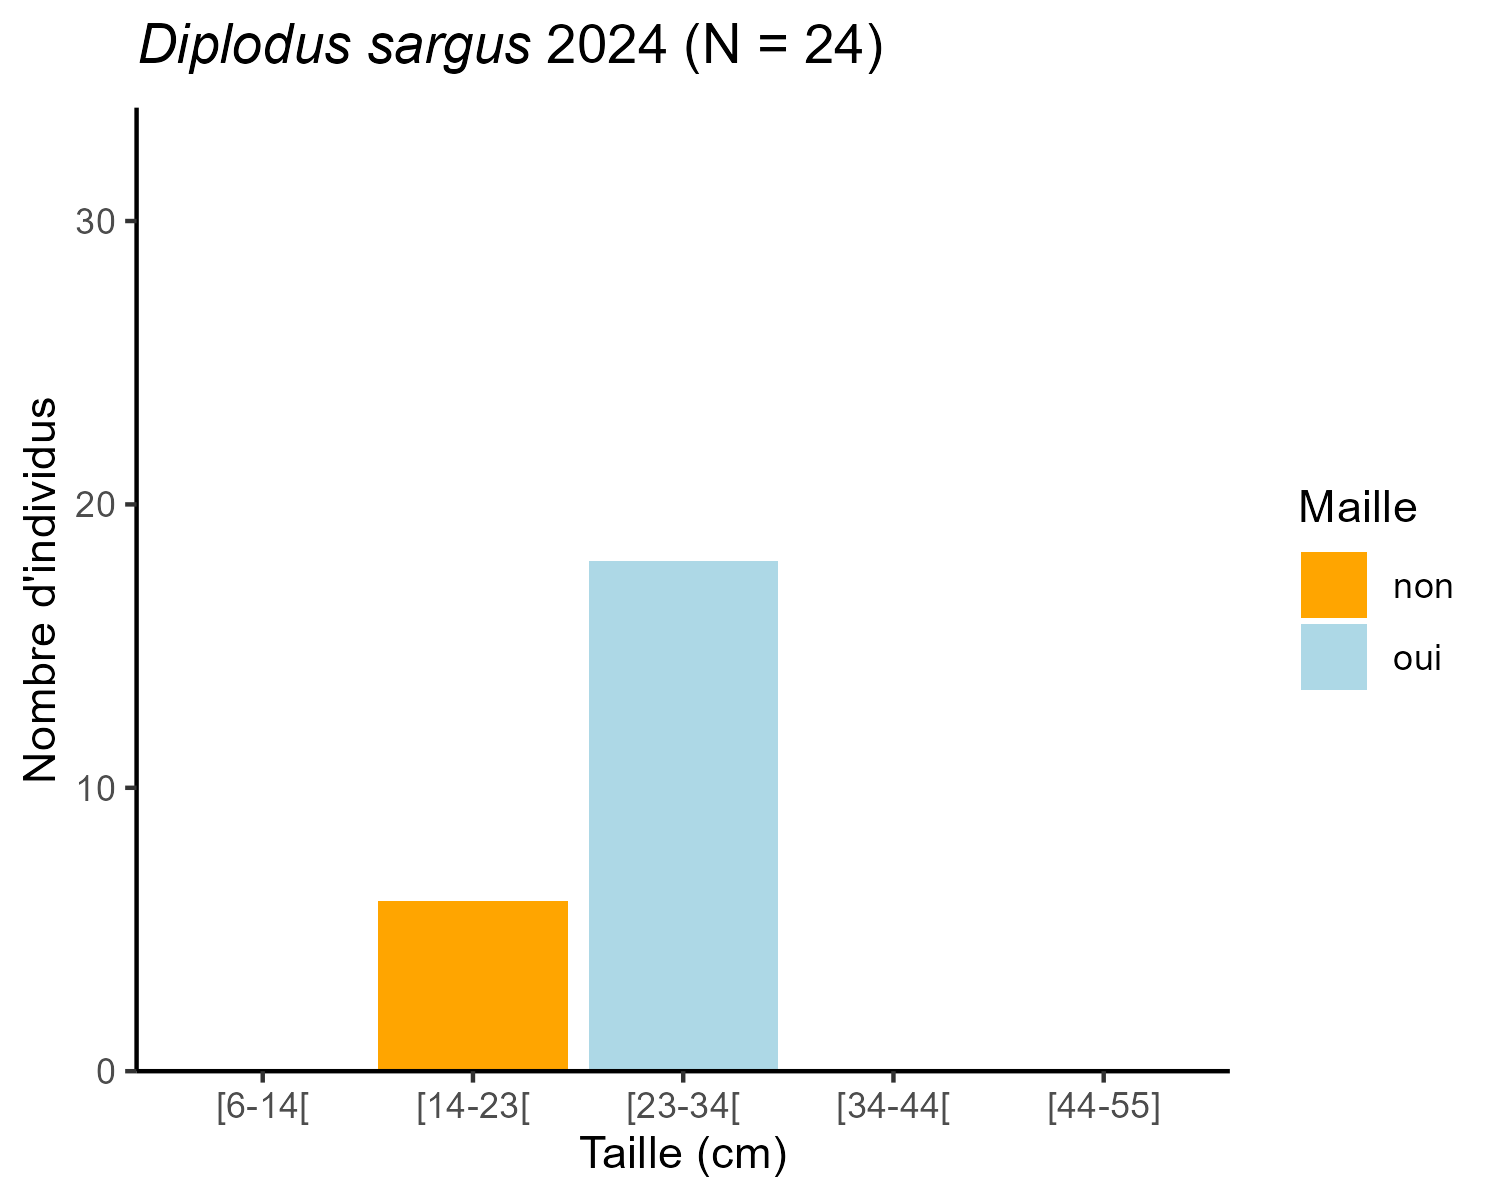 Diplodus sargus 2024 (N = 24)
Nombre d'individus
30
20
10
0
[6-14[
[14-23[
[23-34[
[34-44[
[44-55]
Taille (cm)
Maille
non
oui